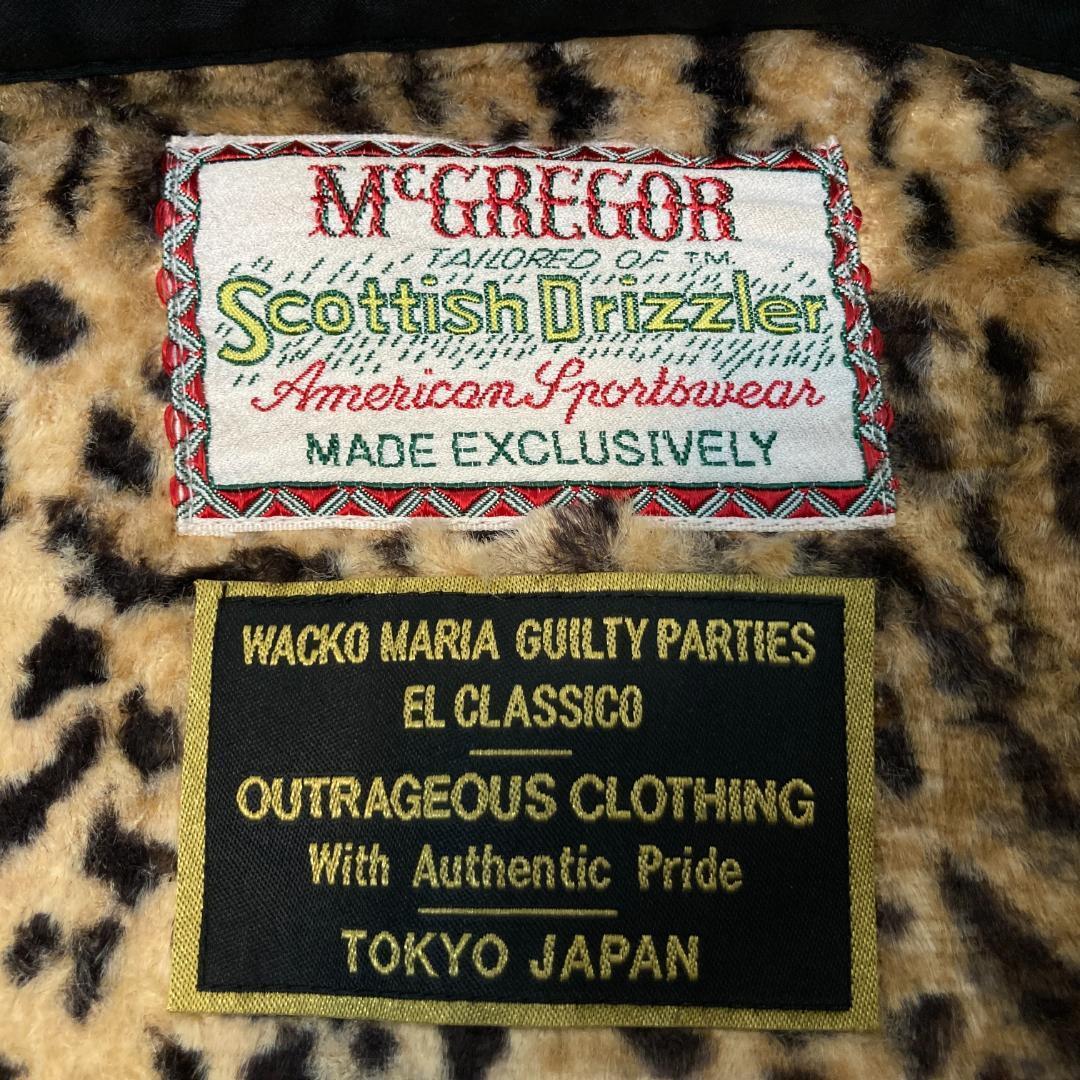 McGREGOR
TAILORED OF T.M.
Scottish Drizzler
American Sportswear
MADE EXCLUSIVELY
WACKO MARIA GUILTY PARTIES
EL CLASSICO
OUTRAGEOUS CLOTHING
With Authentic Pride
TOKYO JAPAN